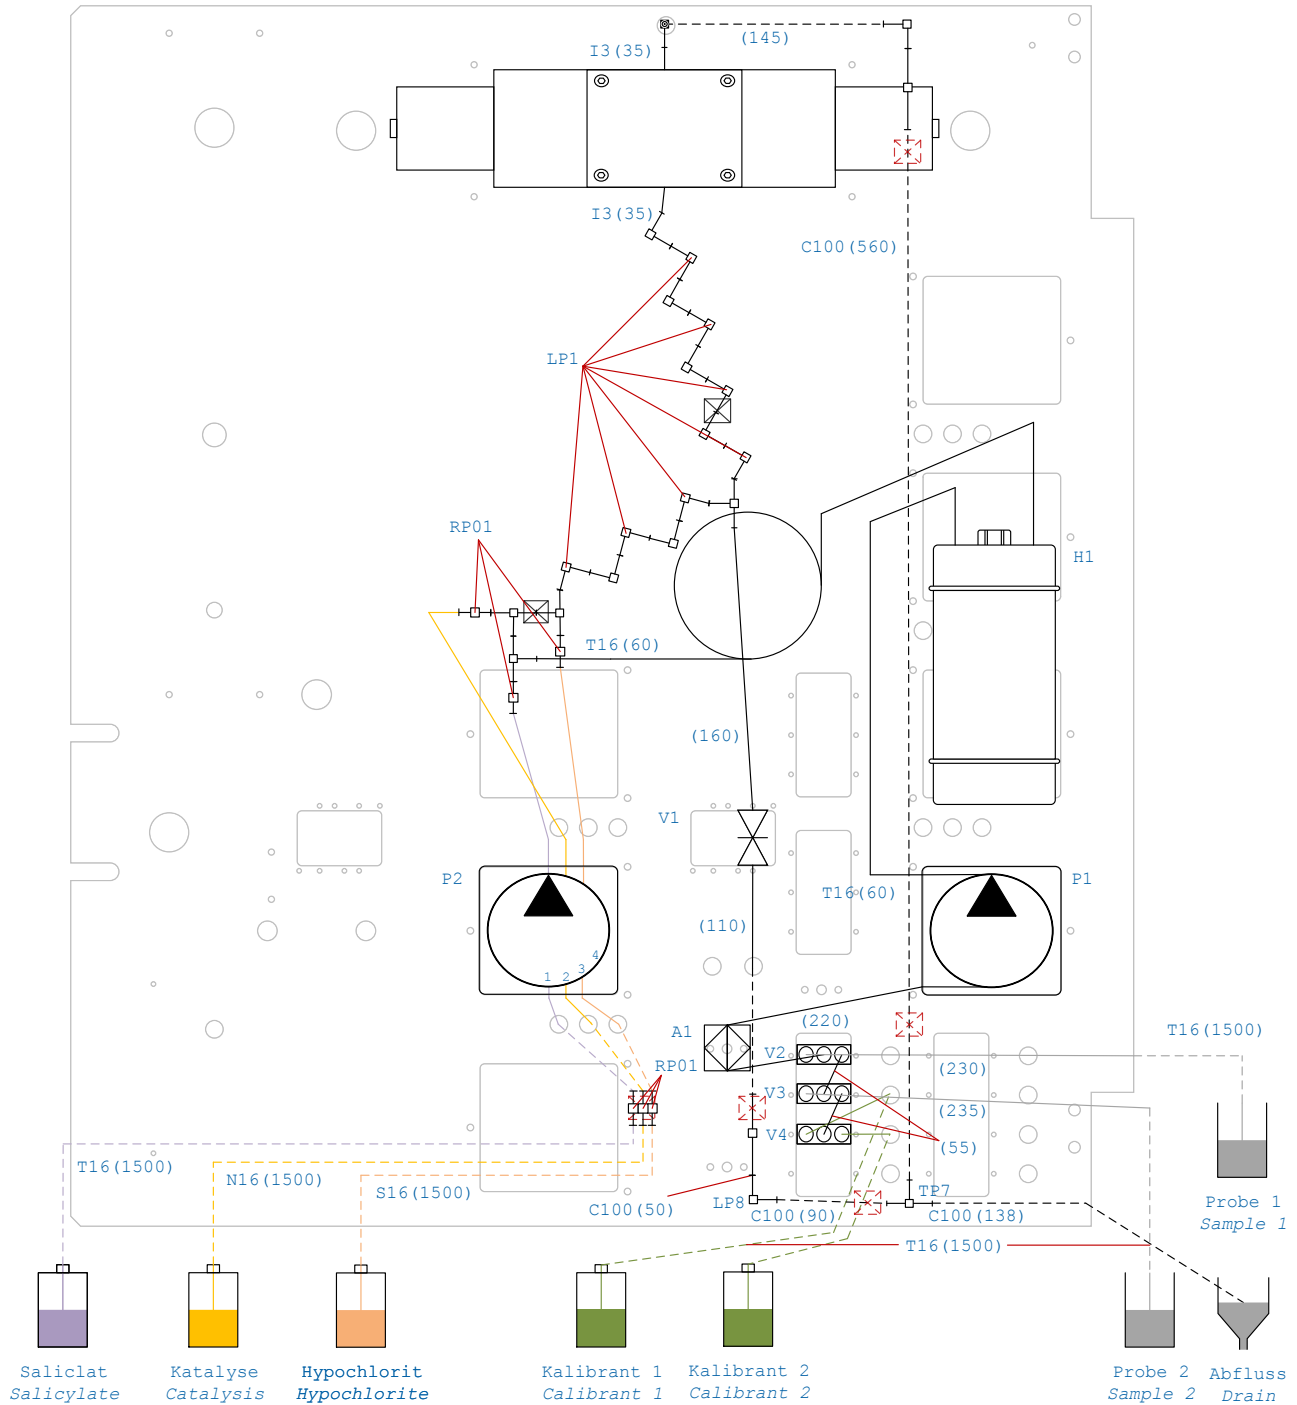 (145)
I3(35)
I3(35)
C100(560)
LP1
RP01
H1
T16(60)
(160)
V1
P2
T16(60)
P1
(110)
4
3
1
2
(220)
A1
T16(1500)
V2
RP01
(230)
V3
(235)
V4
(55)
T16(1500)
N16(1500)
S16(1500)
TP7
LP8
C100(50)
C100(90)
C100(138)
Probe 1
Sample 1
T16(1500)
Saliclat
Salicylate
Katalyse
Catalysis
Hypochlorit
Hypochlorite
Kalibrant 1
Calibrant 1
Kalibrant 2
Calibrant 2
Probe 2
Sample 2
Abfluss
Drain